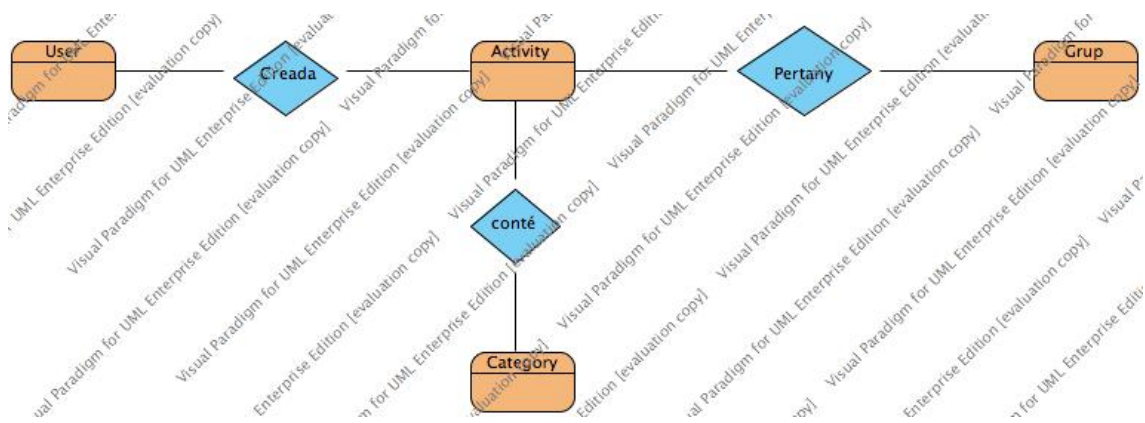 User
Creada
Activity
Pertany
Grup
conté
Category
Visual Paradigm for UML Enterprise Edition [evaluation copy]